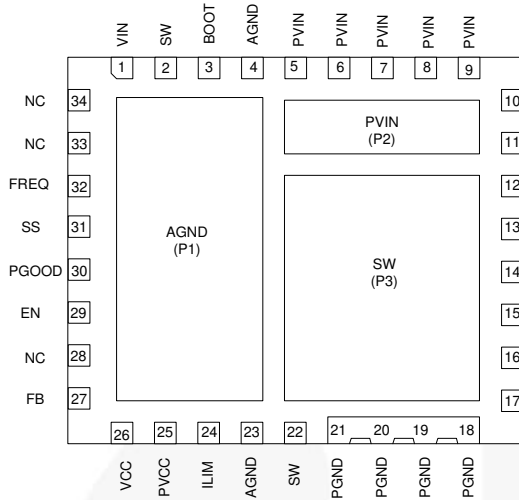 VIN SW BOOT AGND PVIN PVIN PVIN PVIN PVIN
1 2 3 4 5 6 7 8 9
NC 34 10
PVIN
(P2)
NC 33 11
FREQ 32 12
SS 31 13
AGND
(P1)
SW
(P3)
PGOOD 30 14
EN 29 15
NC 28 16
FB 27 17
26 25 24 23 22 21 20 19 18
VCC PVCC ILIM AGND SW PGND PGND PGND PGND